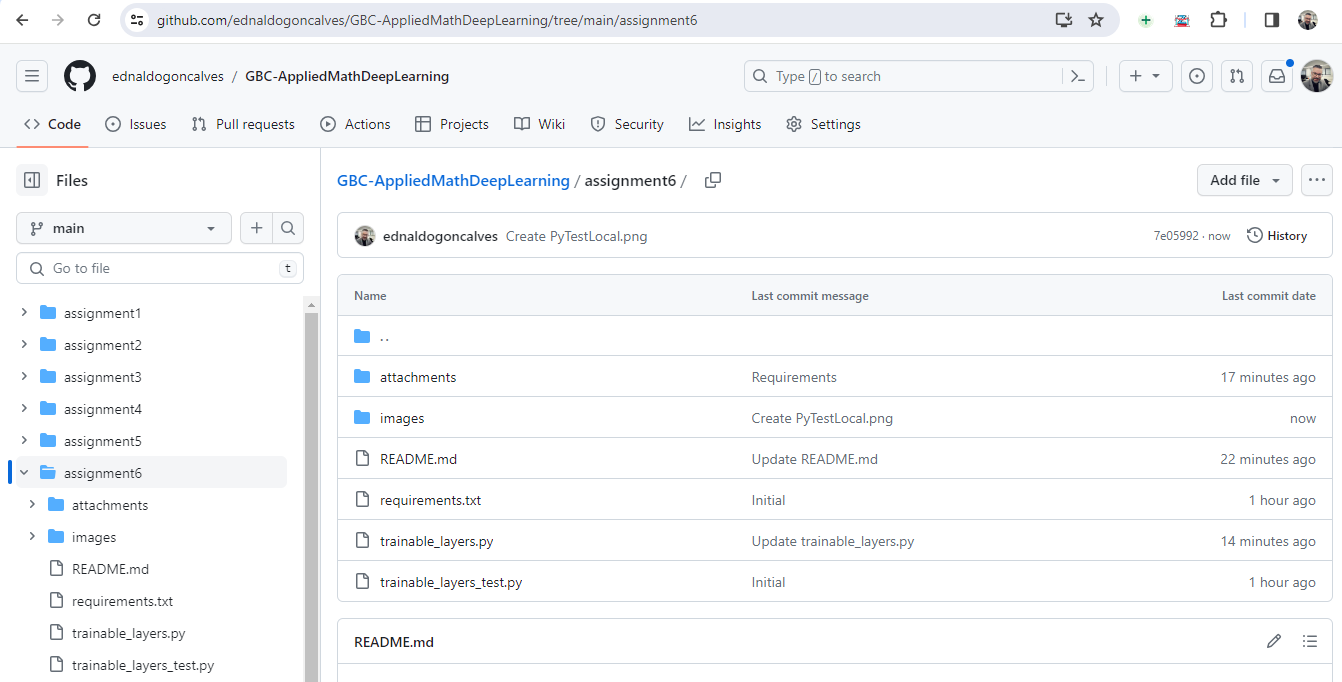 github.com/ednaldogoncalves/GBC-AppliedMathDeepLearning/tree/main/assignment6
ednaldogoncalves / GBC-AppliedMathDeepLearning
Type / to search
Code Issues Pull requests Actions Projects Wiki Security Insights Settings
Files
main
Go to file t
assignment1
assignment2
assignment3
assignment4
assignment5
assignment6
attachments
images
README.md
requirements.txt
trainable_layers.py
trainable_layers_test.py
GBC-AppliedMathDeepLearning / assignment6 /
Add file
ednaldogoncalves Create PyTestLocal.png 7e05992 · now History
Name Last commit message Last commit date
..
attachments Requirements 17 minutes ago
images Create PyTestLocal.png now
README.md Update README.md 22 minutes ago
requirements.txt Initial 1 hour ago
trainable_layers.py Update trainable_layers.py 14 minutes ago
trainable_layers_test.py Initial 1 hour ago
README.md